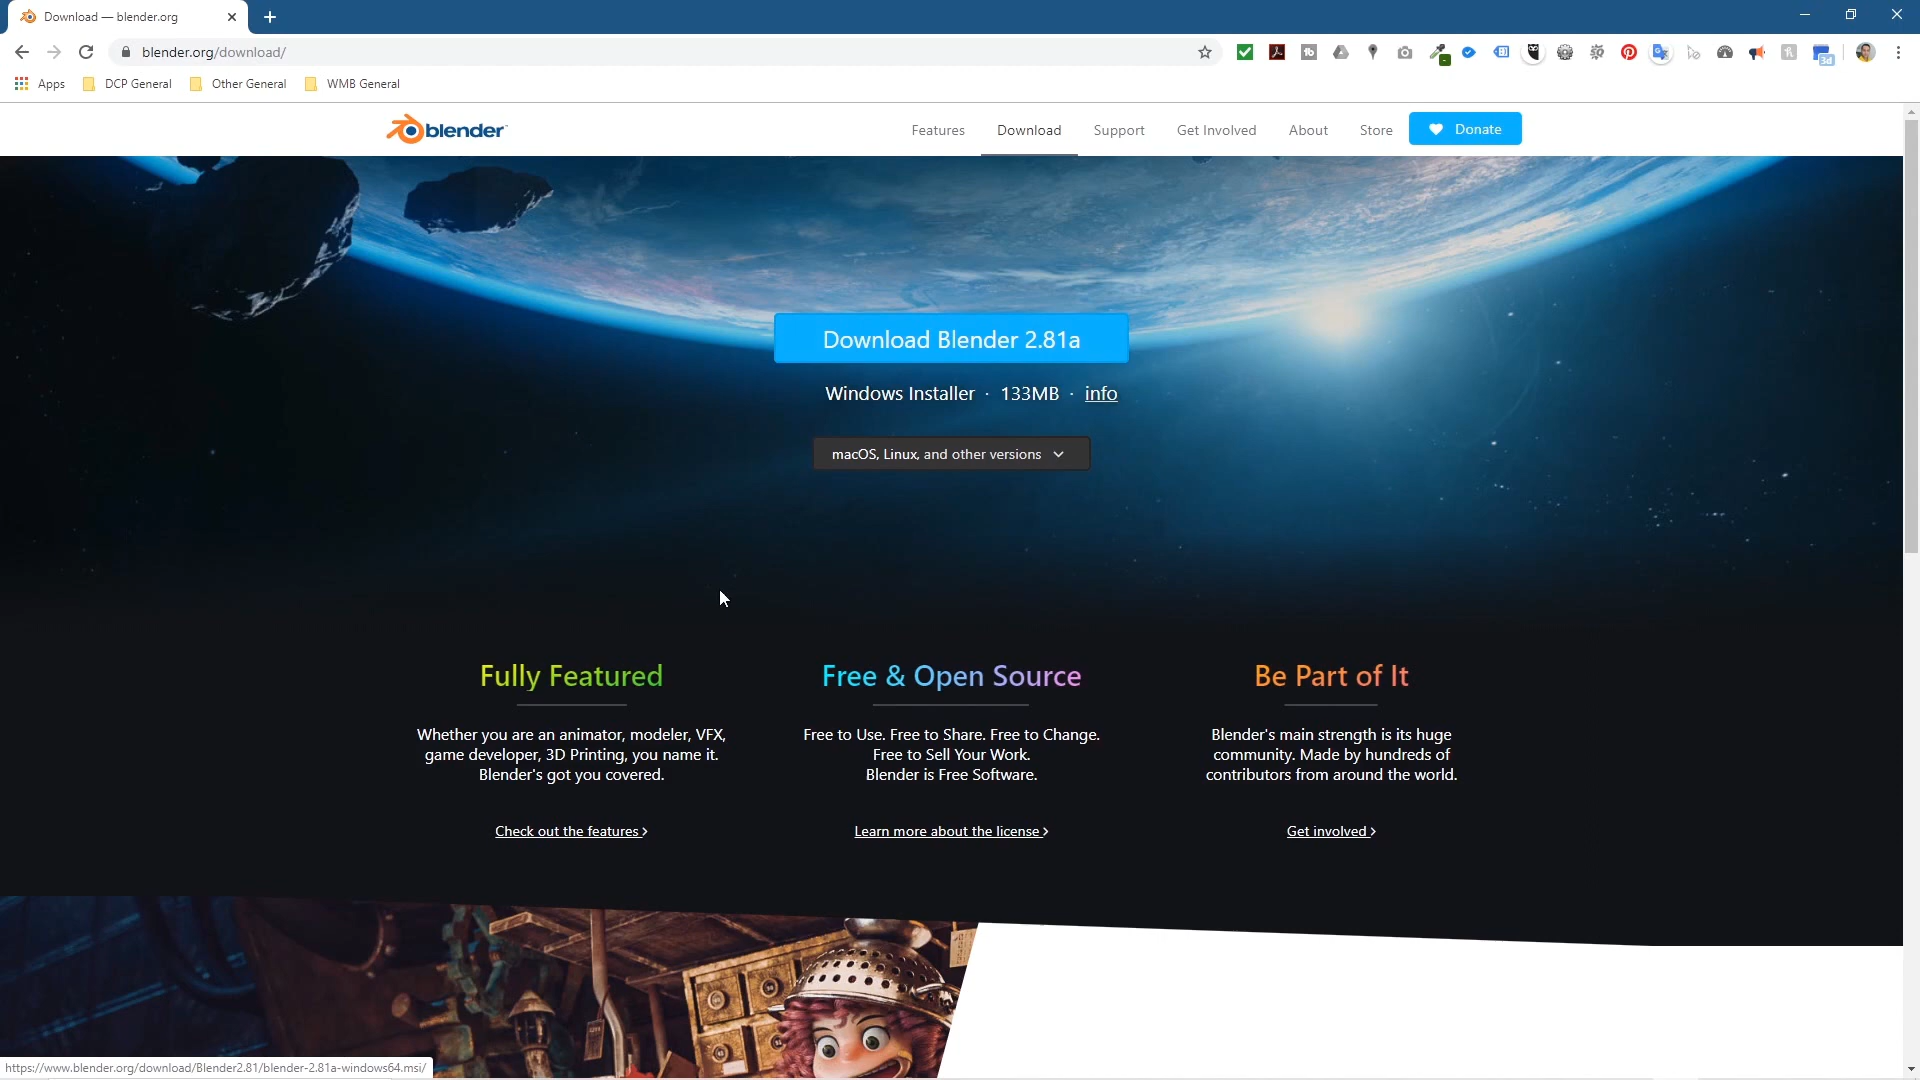 Download — blender.org
blender.org/download/
Apps
DCP General
Other General
WMB General
blender
Features
Download
Support
Get Involved
About
Store
Donate
Download Blender 2.81a
Windows Installer · 133MB · info
macOS, Linux, and other versions
Fully Featured
Whether you are an animator, modeler, VFX,
game developer, 3D Printing, you name it.
Blender's got you covered.
Check out the features
Free & Open Source
Free to Use. Free to Share. Free to Change.
Free to Sell Your Work.
Blender is Free Software.
Learn more about the license
Be Part of It
Blender's main strength is its huge
community. Made by hundreds of
contributors from around the world.
Get involved
https://www.blender.org/download/Blender2.81/blender-2.81a-windows64.msi/